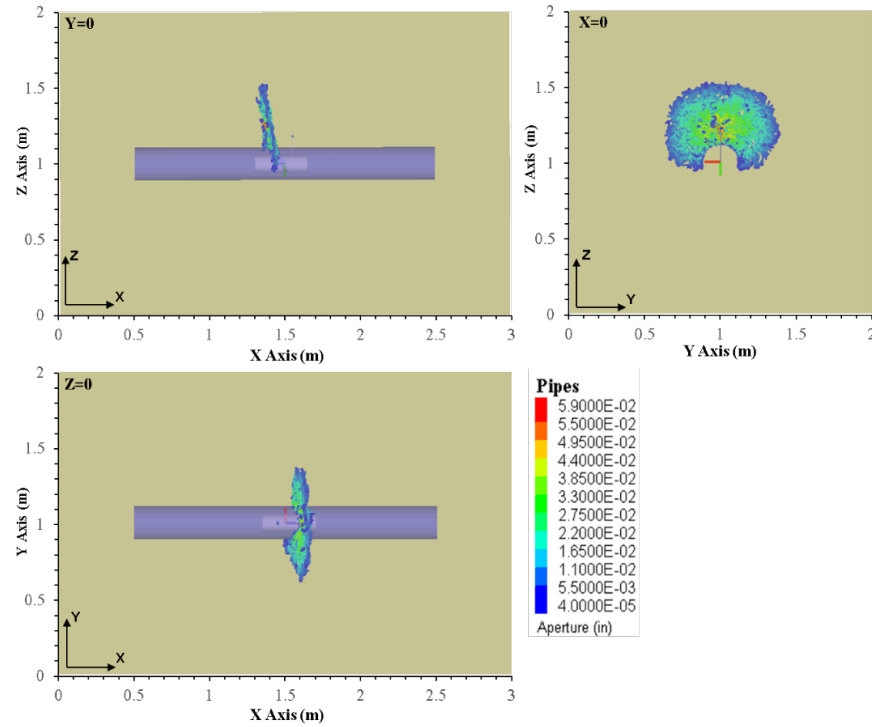 Y=0
2
1.5
1
0.5
0
Z Axis (m)
Z
X
0 0.5 1 1.5 2 2.5 3
X Axis (m)
X=0
2
1.5
1
0.5
0
Z Axis (m)
Z
Y
0 0.5 1 1.5 2
Y Axis (m)
Z=0
2
1.5
1
0.5
0
Y Axis (m)
Y
X
0 0.5 1 1.5 2 2.5 3
X Axis (m)
Pipes
5.9000E-02
5.5000E-02
4.9500E-02
4.4000E-02
3.8500E-02
3.3000E-02
2.7500E-02
2.2000E-02
1.6500E-02
1.1000E-02
5.5000E-03
4.0000E-05
Aperture (in)